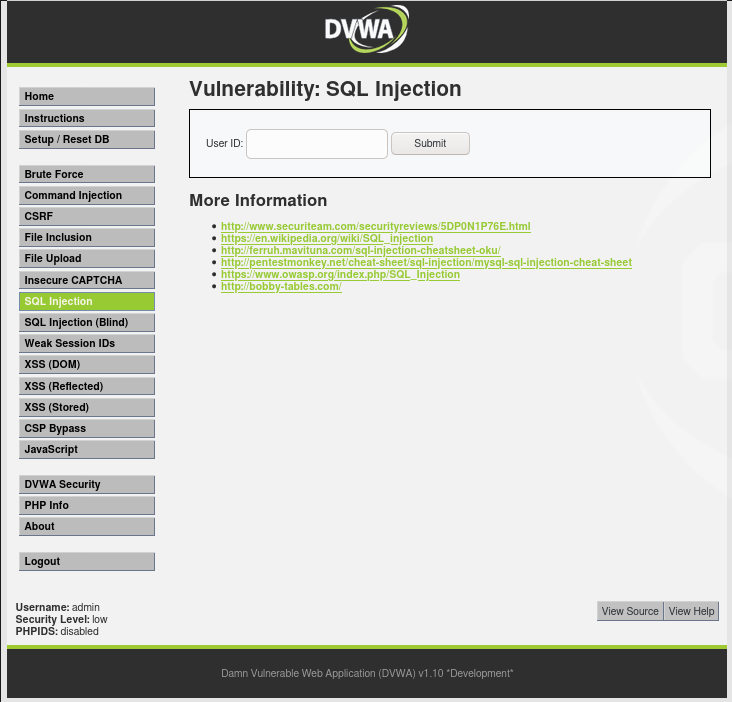 DVWA
Vulnerability: SQL Injection
Home
Instructions
Setup / Reset DB
Brute Force
Command Injection
CSRF
File Inclusion
File Upload
Insecure CAPTCHA
SQL Injection
SQL Injection (Blind)
Weak Session IDs
XSS (DOM)
XSS (Reflected)
XSS (Stored)
CSP Bypass
JavaScript
DVWA Security
PHP Info
About
Logout
User ID: Submit
More Information
• http://www.securiteam.com/securityreviews/5DP0N1P76E.html
• https://en.wikipedia.org/wiki/SQL_injection
• http://ferruh.mavituna.com/sql-injection-cheatsheet-oku/
• http://pentestmonkey.net/cheat-sheet/sql-injection/mysql-sql-injection-cheat-sheet
• https://www.owasp.org/index.php/SQL_Injection
• http://bobby-tables.com/
Username: admin
Security Level: low
PHPIDS: disabled
View Source View Help
Damn Vulnerable Web Application (DVWA) v1.10 *Development*